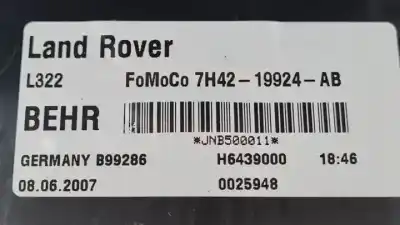 Land Rover
L322 FoMoCo 7H42-19924-AB
BEHR
*JNB500011*
GERMANY B99286 H6439000 18:46
08.06.2007 0025948